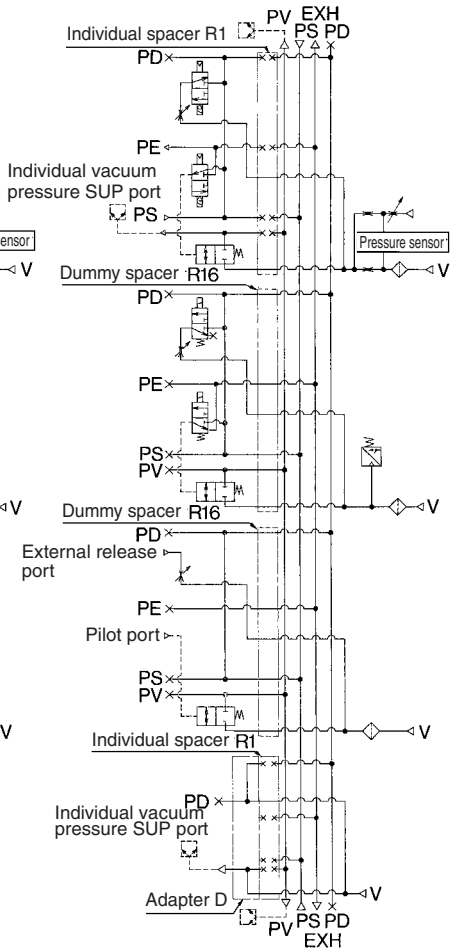 EXH
PV PS PD
Individual spacer R1
PD
PE
Individual vacuum
pressure SUP port
PS
ensor
Pressure sensor
V
V
Dummy spacer R16
PD
PE
PS
PV
V
V
Dummy spacer R16
PD
External release
port
PE
Pilot port
PS
PV
V
V
Individual spacer R1
PD
Individual vacuum
pressure SUP port
V
Adapter D
PV PS PD
EXH